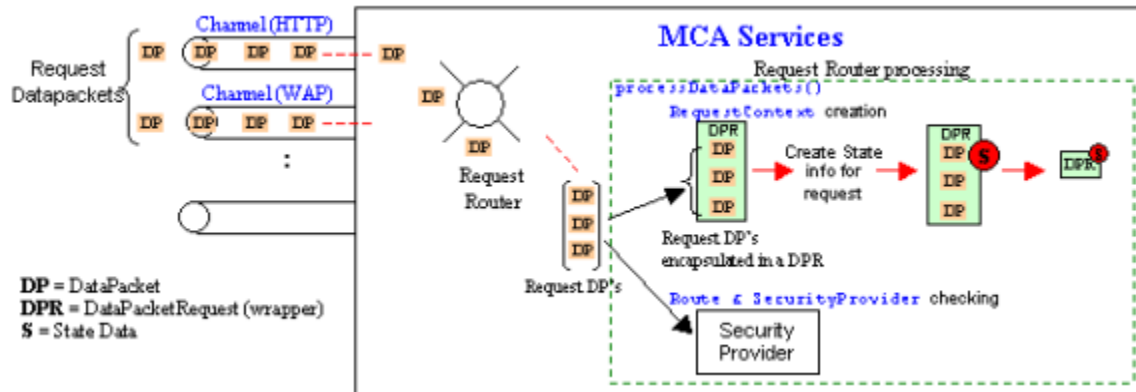 Channel (HTTP)
DP DP DP DP DP
Request
Datapackets
Channel (WAP)
DP DP DP DP
:
DP
DP
Request
Router
DP
DP
DP
Request DP's
MCA Services
Request Router processing
processDataPackets()
RequestContext creation
DPR
DP
DP
DP
Create State
info for
request
DPR
DP
DP
DP
S
DPR
S
Request DP's
encapsulated in a DPR
Route & SecurityProvider checking
Security
Provider
DP = DataPacket
DPR = DataPacketRequest (wrapper)
S = State Data